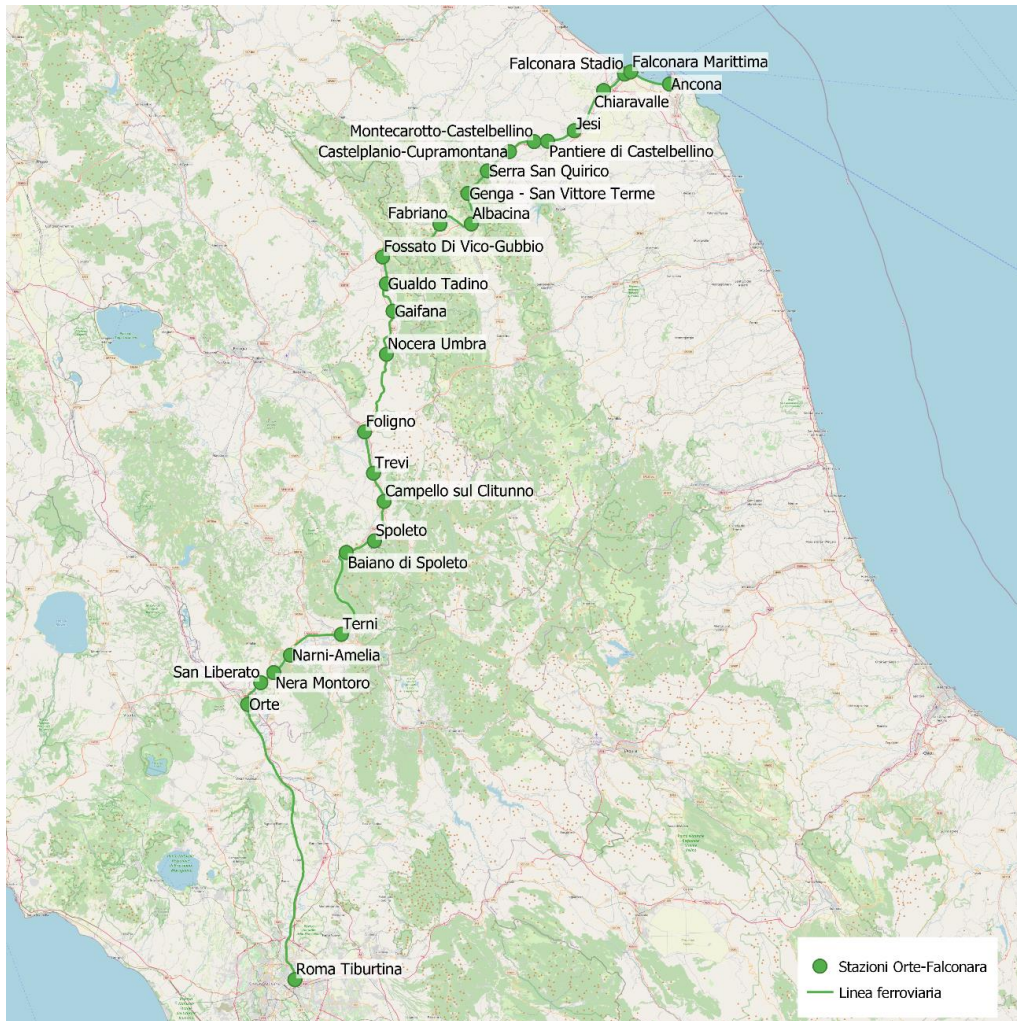 Falconara Stadio
Falconara Marittima
Ancona
Chiaravalle
Jesi
Montecarotto-Castelbellino
Pantiere di Castelbellino
Castelplanio-Cupramontana
Serra San Quirico
Genga - San Vittore Terme
Fabriano
Albacina
Fossato Di Vico-Gubbio
Gualdo Tadino
Gaifana
Nocera Umbra
Foligno
Trevi
Campello sul Clitunno
Spoleto
Baiano di Spoleto
Terni
Narni-Amelia
San Liberato
Nera Montoro
Orte
Roma Tiburtina
Stazioni Orte-Falconara
Linea ferroviaria